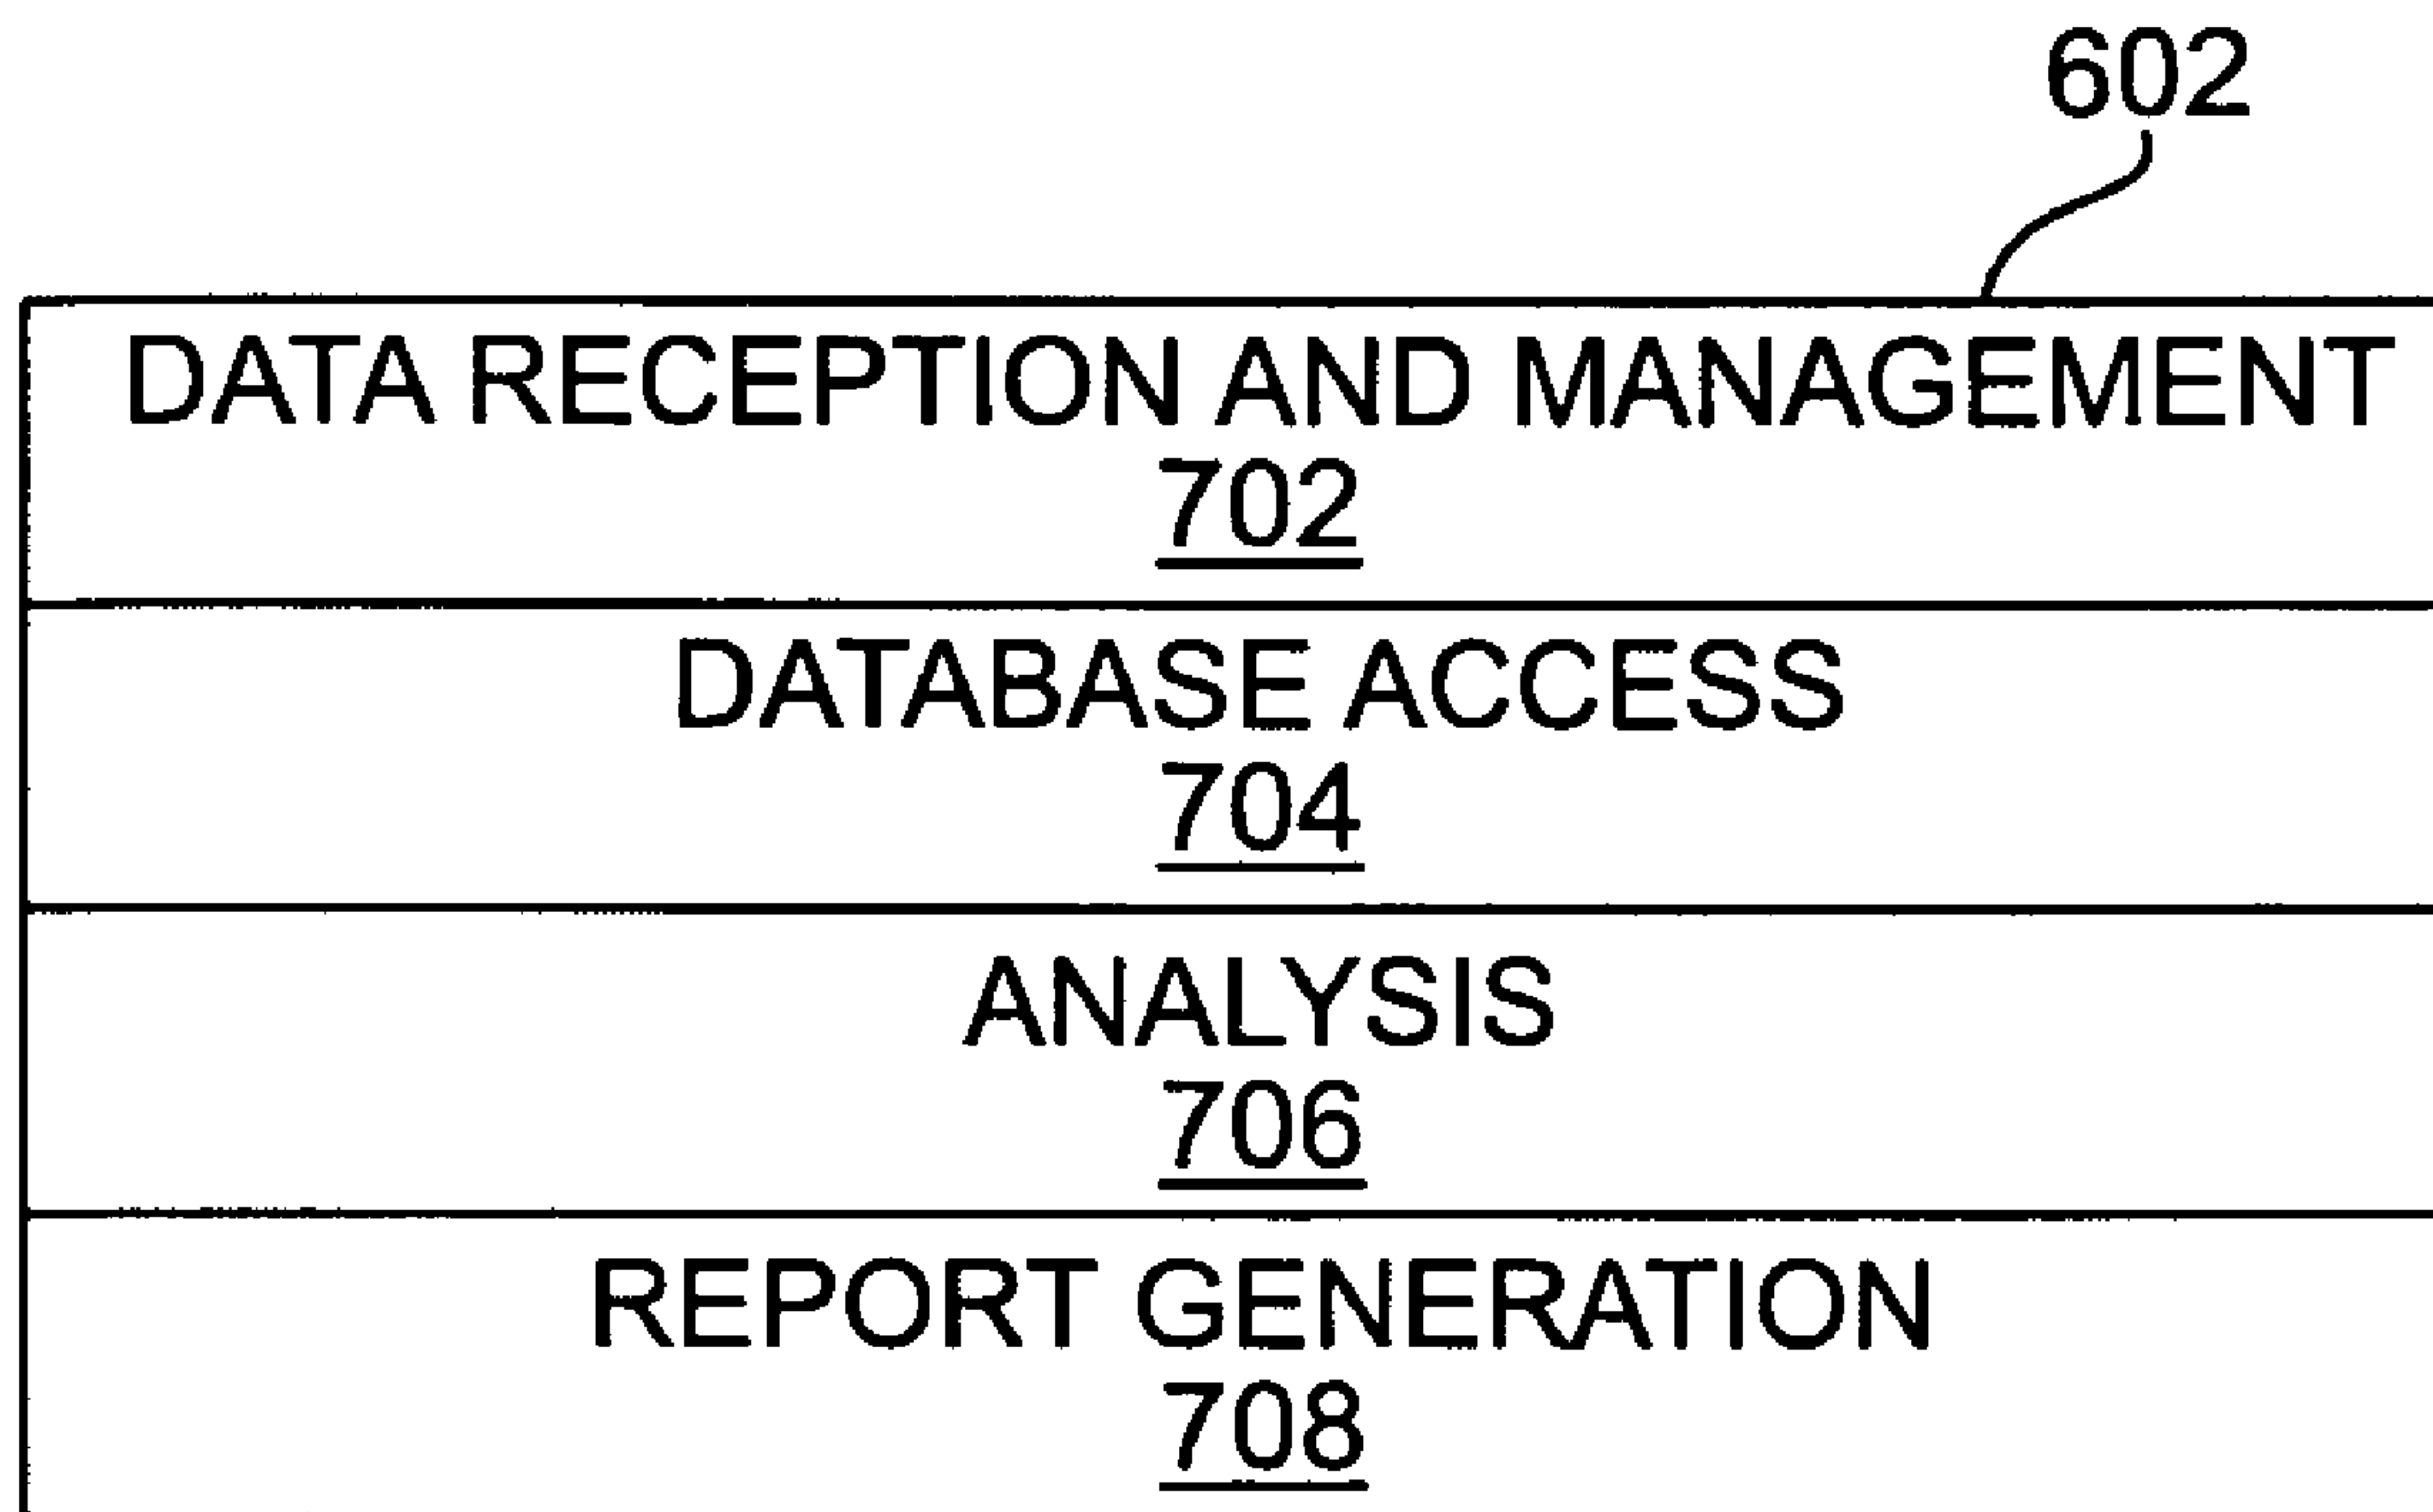 602
DATA RECEPTION AND MANAGEMENT
702
DATABASE ACCESS
704
ANALYSIS
706
REPORT GENERATION
708